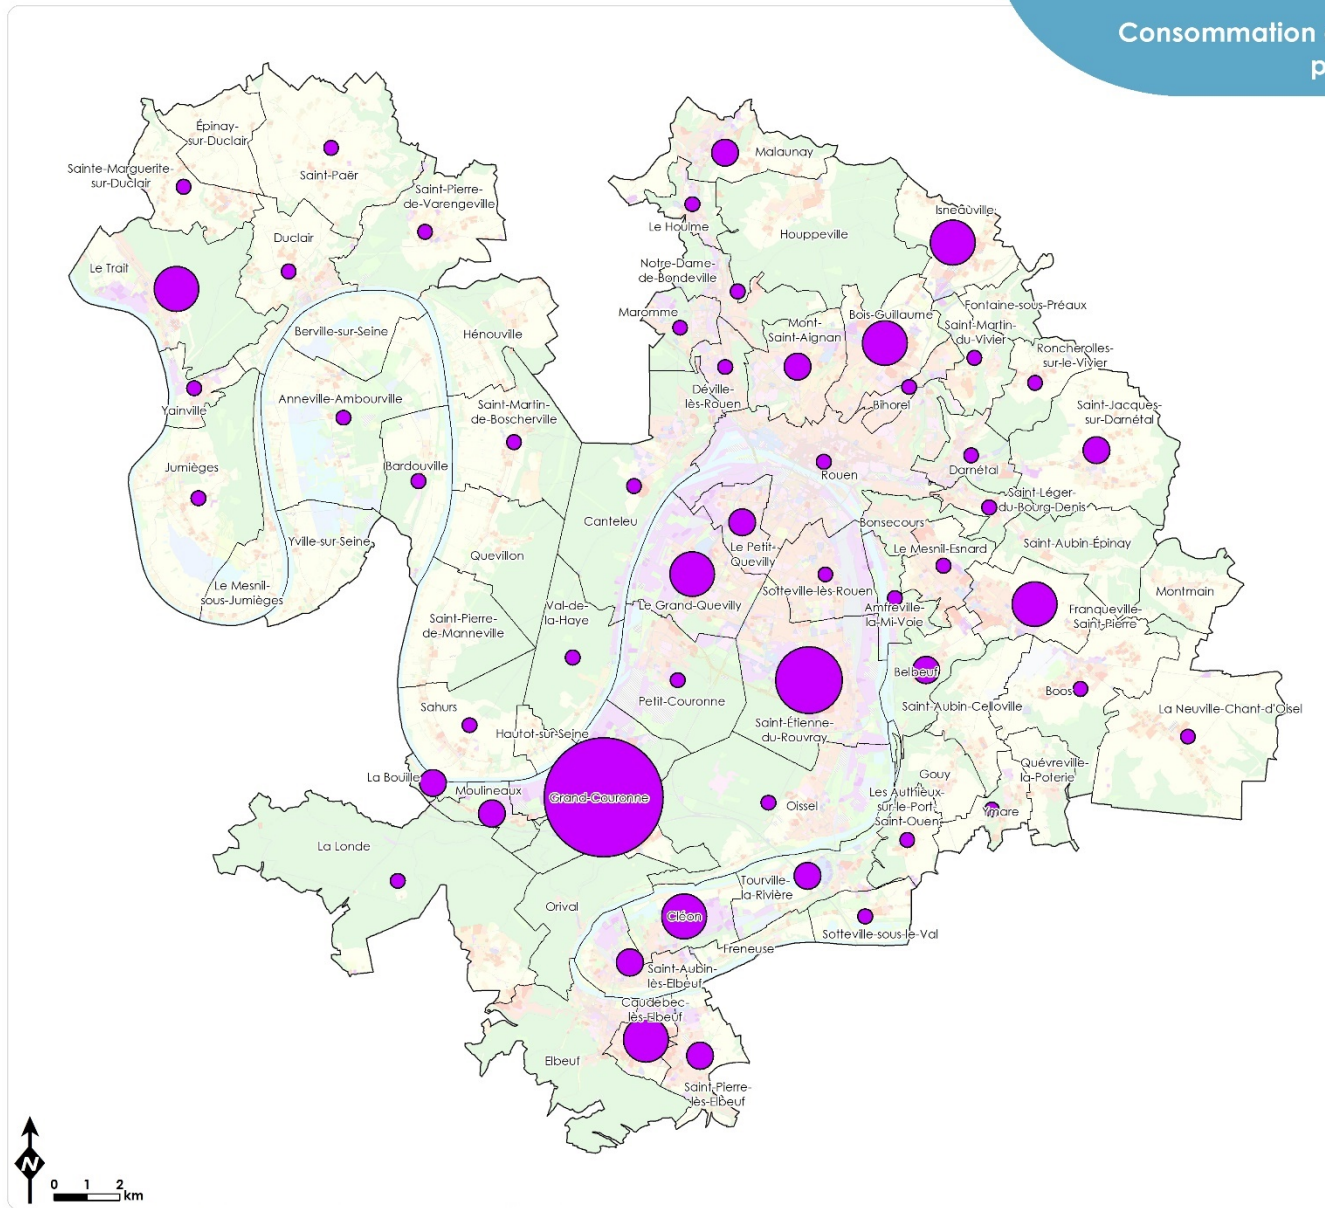 Consommation
p
Épinay-
sur-Duclair
Sainte-Marguerite-
sur-Duclair
Saint-Paër
Saint-Pierre-
de-Varengeville
Duclair
Le Trait
Berville-sur-Seine
Hénouville
Yainville
Anneville-Ambourville
Saint-Martin-
de-Boscherville
Jumièges
Bardouville
Yville-sur-Seine
Le Mesnil-
sous-Jumièges
Quevillon
Saint-Pierre-
de-Manneville
Val-de-
la-Haye
Sahurs
Hautot-sur-Seine
La Bouille
Moulineaux
La Londe
Malaunay
Le Houlme
Houppeville
Isneauville
Notre-Dame-
de-Bondeville
Maromme
Mont-
Saint-Aignan
Bois-Guillaume
Fontaine-sous-Préaux
Saint-Martin-
du-Vivier
Roncherolles-
sur-le-Vivier
Déville-
lès-Rouen
Bihorel
Saint-Jacques-
sur-Darnétal
Canteleu
Rouen
Darnétal
Saint-Léger-
du-Bourg-Denis
Bonsecours
Saint-Aubin-Épinay
Le Petit-
Quevilly
Le Mesnil-Esnard
Le Grand-Quevilly
Sotteville-lès-Rouen
Amfreville-
la-Mi-Voie
Franqueville-
Saint-Pierre
Montmain
Belbeuf
Petit-Couronne
Saint-Étienne-
du-Rouvray
Saint-Aubin-Celloville
Boos
La Neuville-Chant-d'Oisel
Grand-Couronne
Oissel
Gouy
Quévreville-
la-Poterie
Les Authieux-
sur-le-Port-
Saint-Ouen
Ymare
Tourville-
la-Rivière
Orival
Cléon
Freneuse
Sotteville-sous-le-Val
Saint-Aubin-
lès-Elbeuf
Caudebec-
lès-Elbeuf
Elbeuf
Saint-Pierre-
lès-Elbeuf
N
0 1 2
km